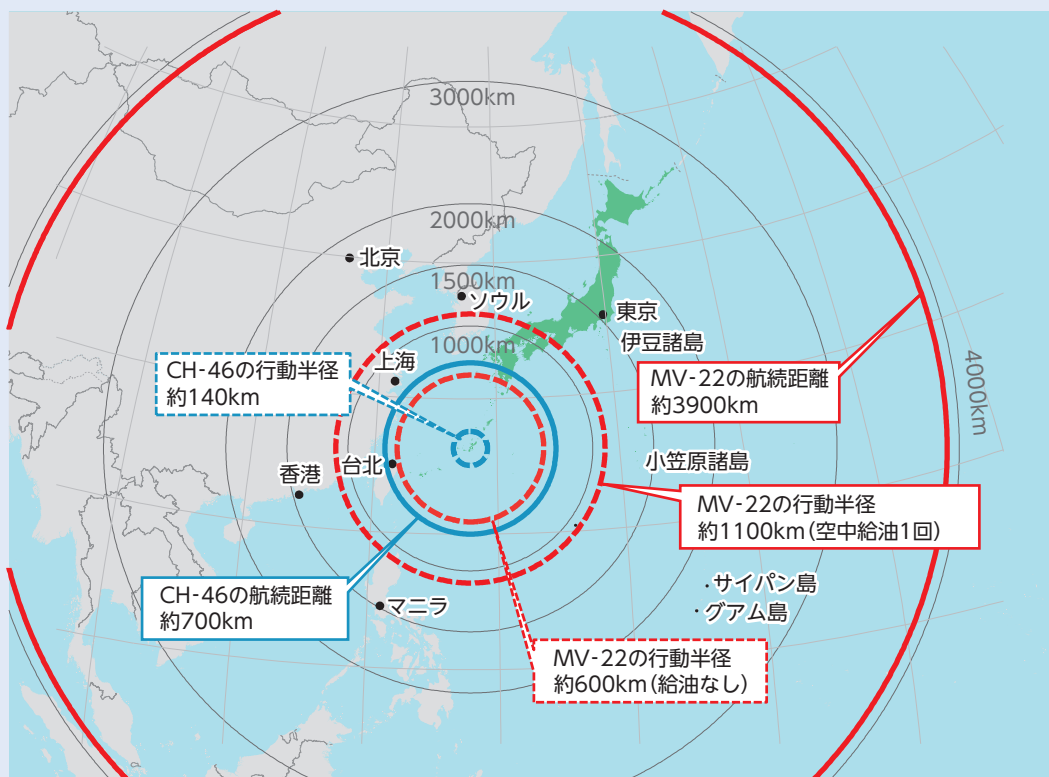 3000km
2000km
北京
1500km
ソウル
東京
伊豆諸島
1000km
上海
CH-46の行動半径
約140km
MV-22の航続距離
約3900km
4000km
台北
香港
小笠原諸島
MV-22の行動半径
約1100km(空中給油1回)
サイパン島
グアム島
CH-46の航続距離
約700km
マニラ
MV-22の行動半径
約600km(給油なし)